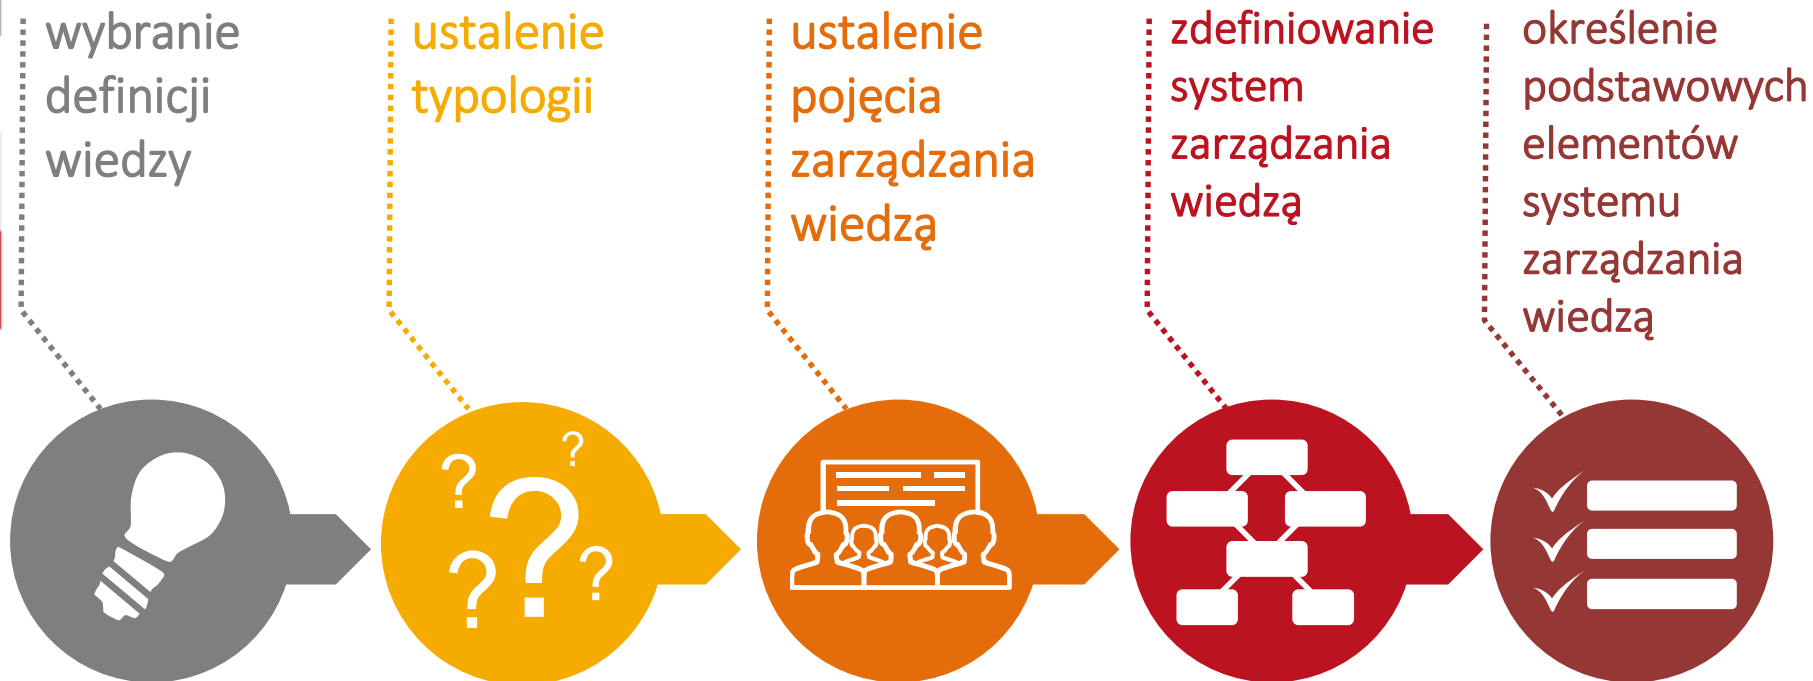 wybranie
definicji
wiedzy
ustalenie
typologii
ustalenie
pojęcia
zarządzania
wiedzą
zdefiniowanie
system
zarządzania
wiedzą
określenie
podstawowych
elementów
systemu
zarządzania
wiedzą
?
?
?
?
?